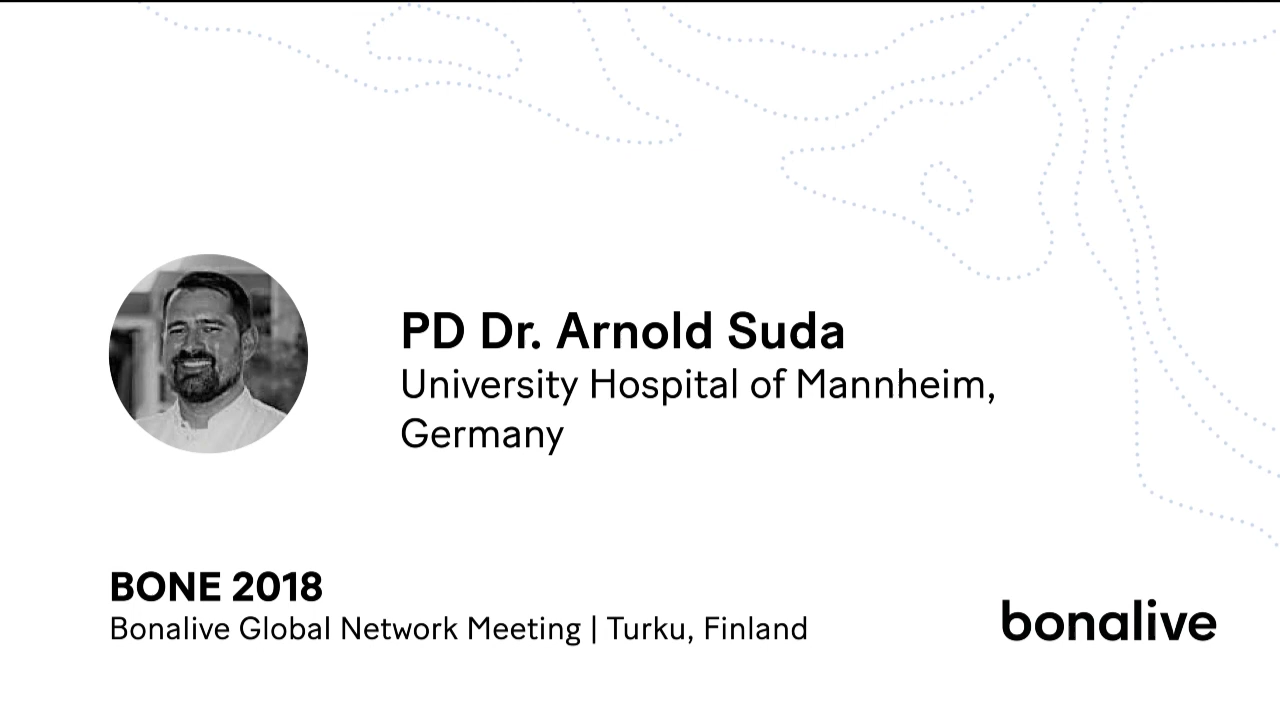 PD Dr. Arnold Suda
University Hospital of Mannheim,
Germany
BONE 2018
Bonalive Global Network Meeting | Turku, Finland
bonalive